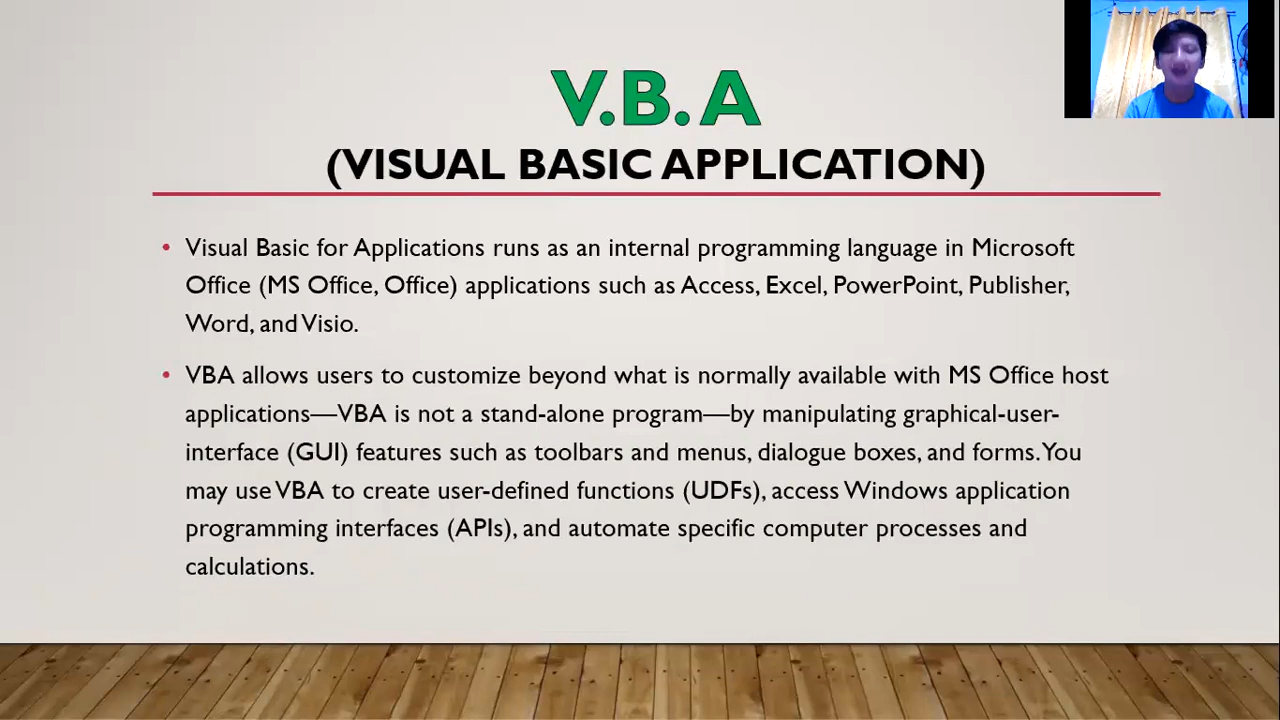 V.B.A
(VISUAL BASIC APPLICATION)
• Visual Basic for Applications runs as an internal programming language in Microsoft
Office (MS Office, Office) applications such as Access, Excel, PowerPoint, Publisher,
Word, and Visio.
• VBA allows users to customize beyond what is normally available with MS Office host
applications—VBA is not a stand-alone program—by manipulating graphical-user-
interface (GUI) features such as toolbars and menus, dialogue boxes, and forms. You
may use VBA to create user-defined functions (UDFs), access Windows application
programming interfaces (APIs), and automate specific computer processes and
calculations.